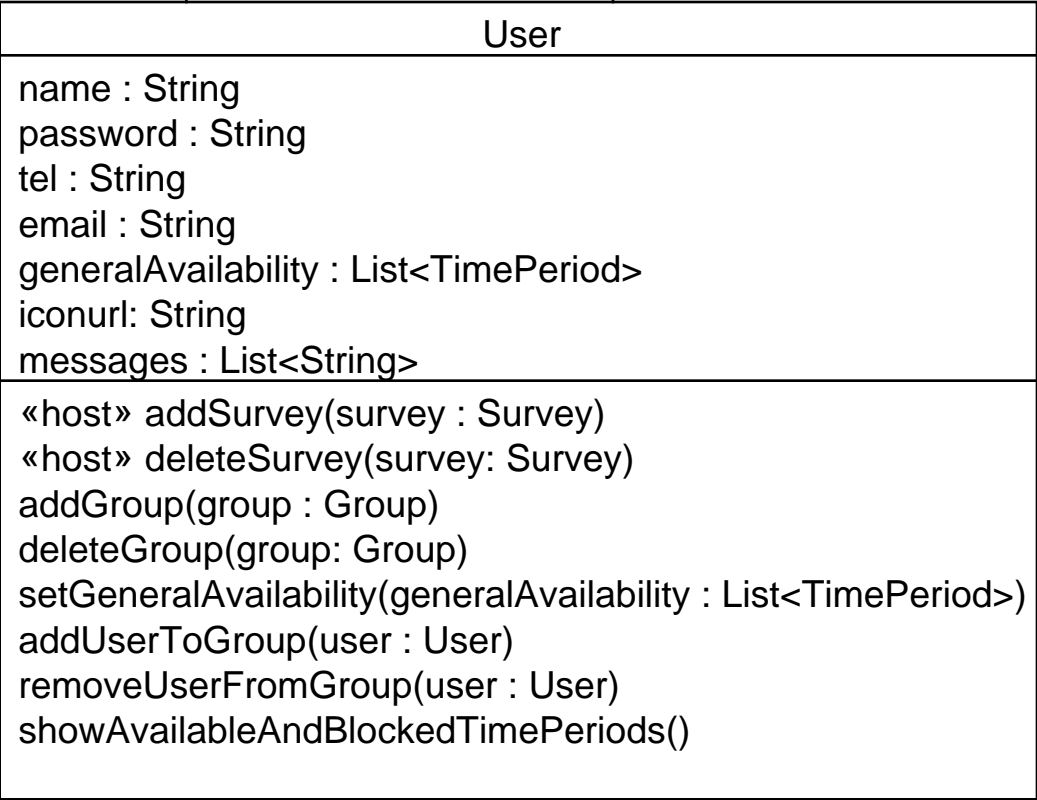 User
name : String
password : String
tel : String
email : String
generalAvailability : List<TimePeriod>
iconurl: String
messages : List<String>
«host» addSurvey(survey : Survey)
«host» deleteSurvey(survey: Survey)
addGroup(group : Group)
deleteGroup(group: Group)
setGeneralAvailability(generalAvailability : List<TimePeriod>)
addUserToGroup(user : User)
removeUserFromGroup(user : User)
showAvailableAndBlockedTimePeriods()